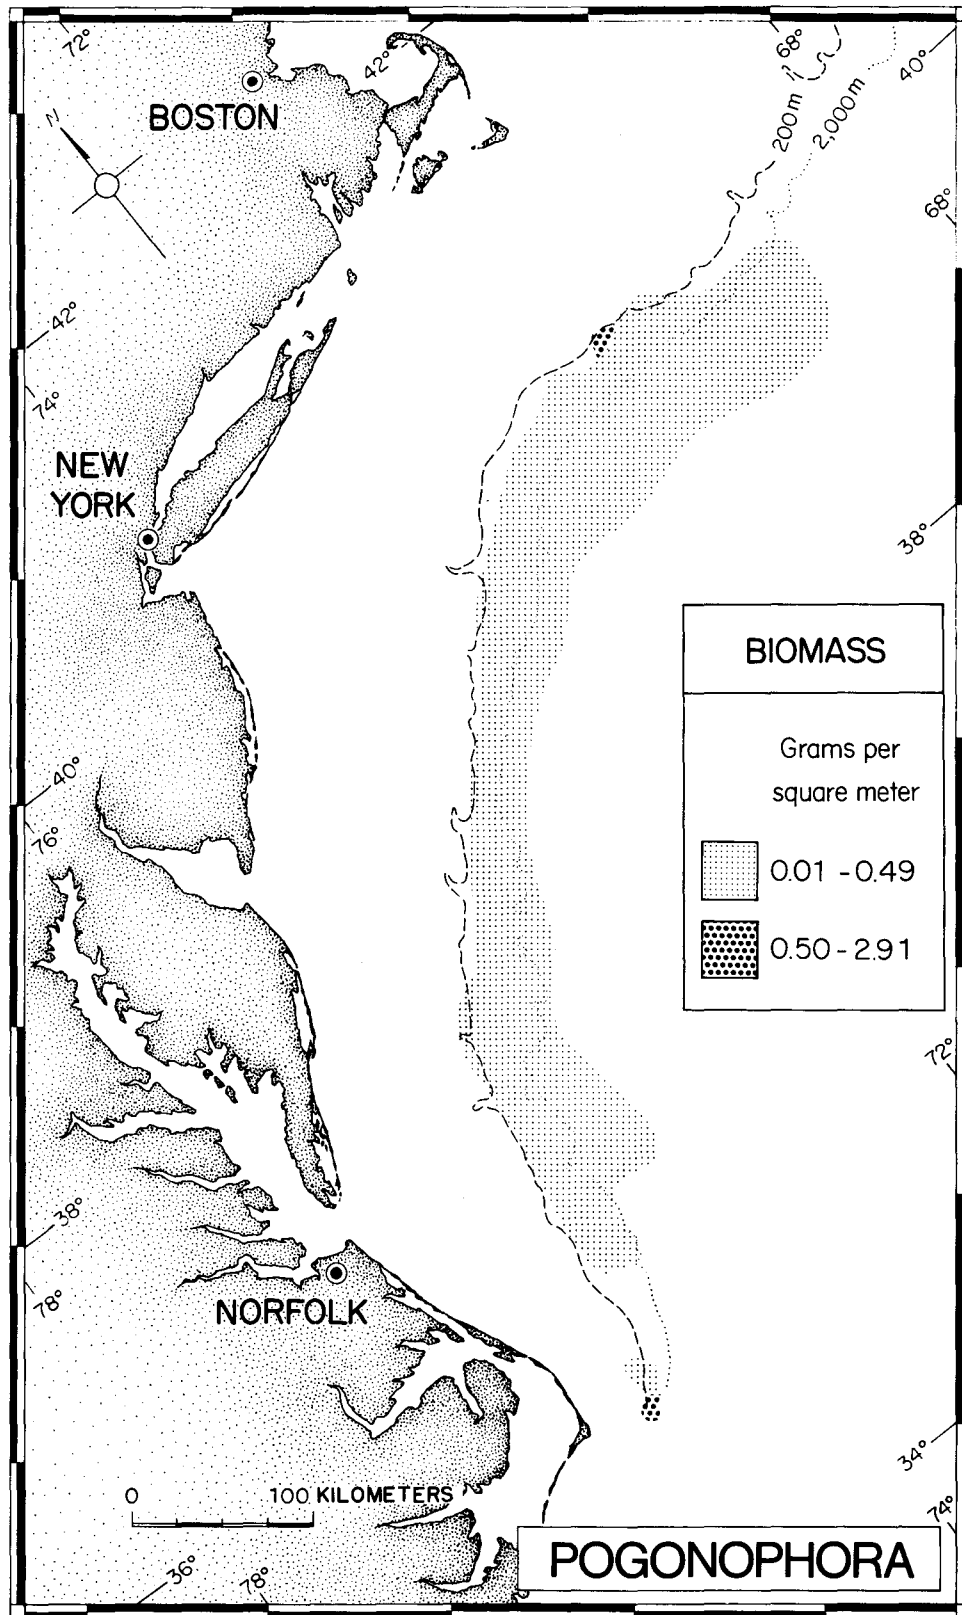 72°
42°
68°
40°
BOSTON
200m
2,000m
N
68°
42°
74°
NEW
YORK
38°
BIOMASS
Grams per
square meter
0.01 - 0.49
0.50 - 2.91
40°
76°
72°
38°
78°
NORFOLK
34°
74°
0 100 KILOMETERS
POGONOPHORA
36°
78°